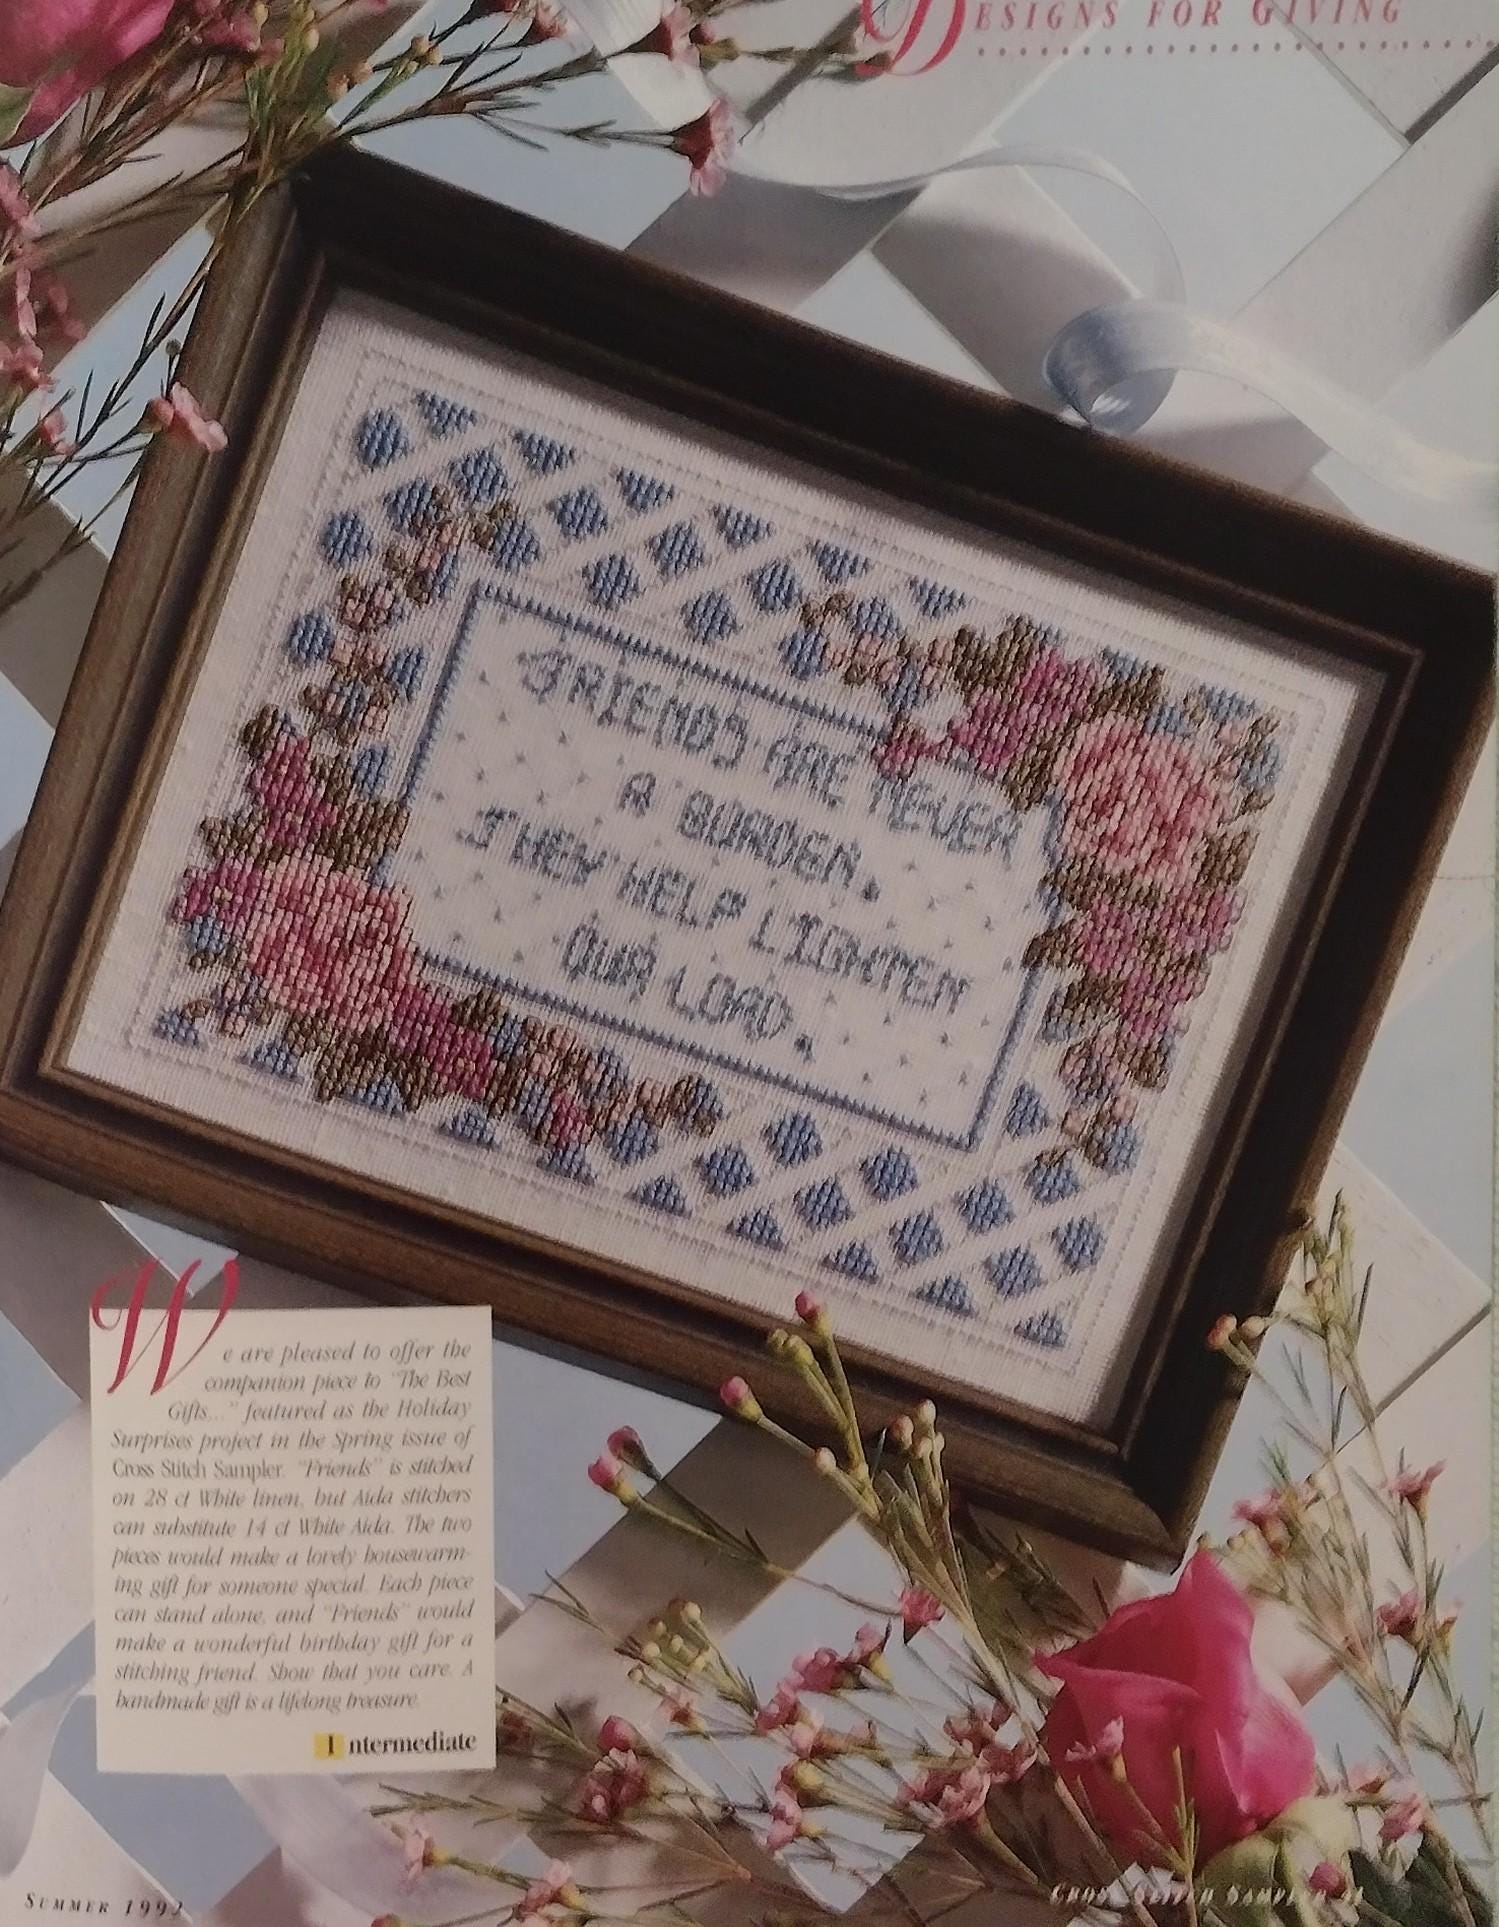 DESIGNS FOR GIVING
FRIENDS ARE NEVER
A BURDEN.
THEY HELP LIGHTEN
OUR LOAD.
We are pleased to offer the
companion piece to "The Best
Gifts..." featured as the Holiday
Surprises project in the Spring issue of
Cross Stitch Sampler. "Friends" is stitched
on 28 ct White linen, but Aida stitchers
can substitute 14 ct White Aida. The two
pieces would make a lovely housewarm-
ing gift for someone special. Each piece
can stand alone, and "Friends" would
make a wonderful birthday gift for a
stitching friend. Show that you care. A
handmade gift is a lifelong treasure.
Intermediate
SUMMER
CROSS STITCH SAMPLER